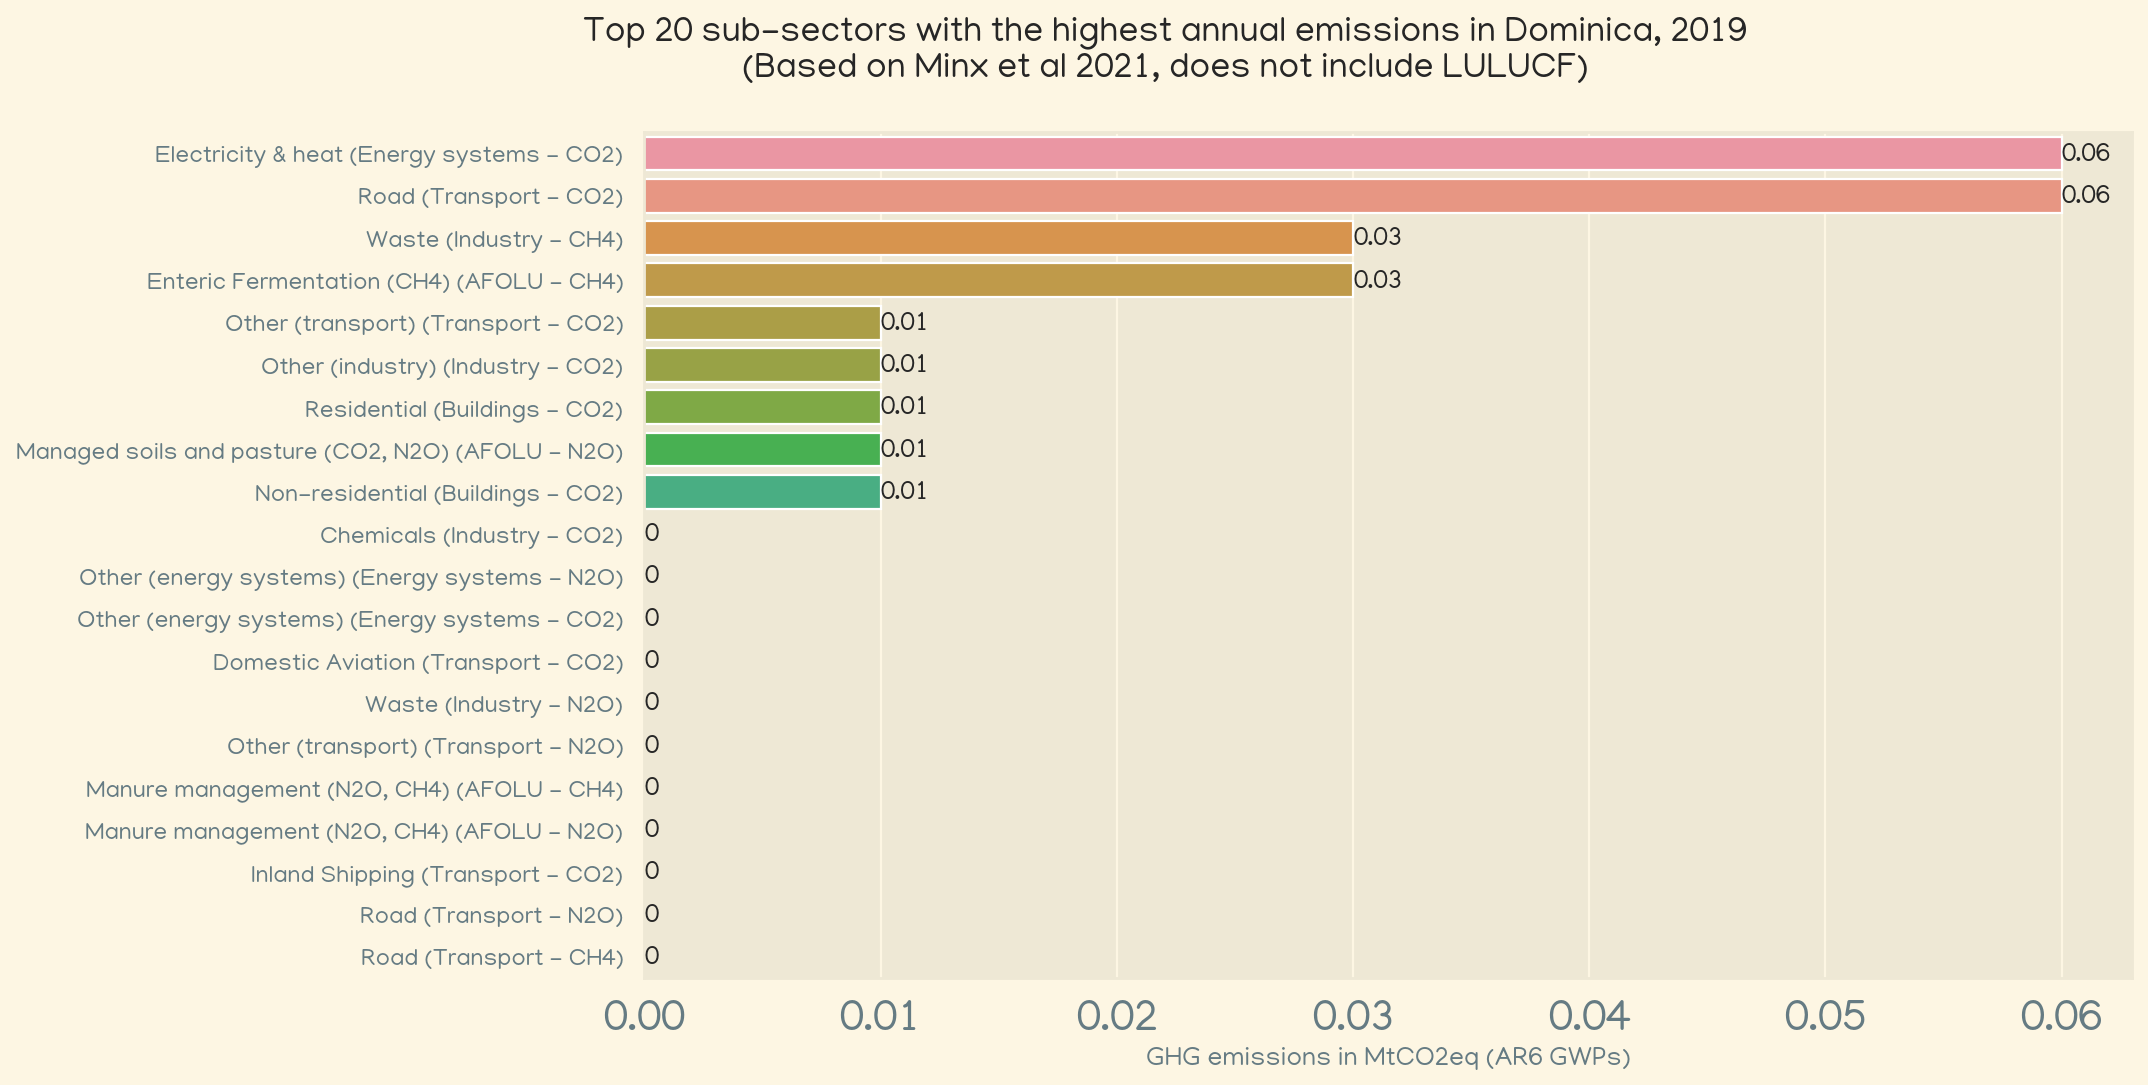 Top 20 sub-sectors with the highest annual emissions in Dominica, 2019
(Based on Minx et al 2021, does not include LULUCF)
Electricity & heat (Energy systems - CO2) 0.06
Road (Transport - CO2) 0.06
Waste (Industry - CH4) 0.03
Enteric Fermentation (CH4) (AFOLU - CH4) 0.03
Other (transport) (Transport - CO2) 0.01
Other (industry) (Industry - CO2) 0.01
Residential (Buildings - CO2) 0.01
Managed soils and pasture (CO2, N2O) (AFOLU - N2O) 0.01
Non-residential (Buildings - CO2) 0.01
Chemicals (Industry - CO2) 0
Other (energy systems) (Energy systems - N2O) 0
Other (energy systems) (Energy systems - CO2) 0
Domestic Aviation (Transport - CO2) 0
Waste (Industry - N2O) 0
Other (transport) (Transport - N2O) 0
Manure management (N2O, CH4) (AFOLU - CH4) 0
Manure management (N2O, CH4) (AFOLU - N2O) 0
Inland Shipping (Transport - CO2) 0
Road (Transport - N2O) 0
Road (Transport - CH4) 0
0.00 0.01 0.02 0.03 0.04 0.05 0.06
GHG emissions in MtCO2eq (AR6 GWPs)